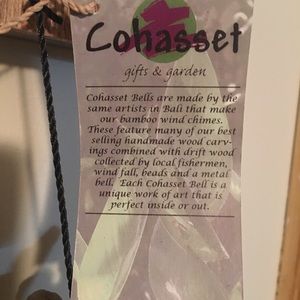 Cohasset
gifts & garden
Cohasset Bells are made by the
same artists in Bali that make
our bamboo wind chimes.
These feature many of our best
selling handmade wood carv-
ings combined with drift wood
collected by local fishermen,
wind fall, beads and a metal
bell. Each Cohasset Bell is a
unique work of art that is
perfect inside or out.